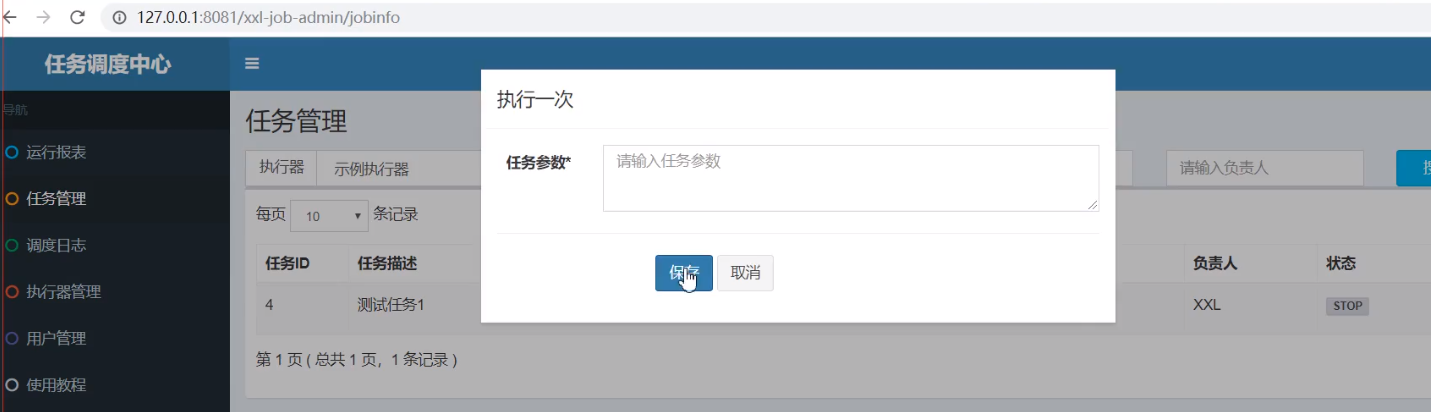 127.0.0.1:8081/xxl-job-admin/jobinfo
任务调度中心
导航
运行报表
任务管理
调度日志
执行器管理
用户管理
使用教程
任务管理
执行器 示例执行器 请输入负责人
每页 10 条记录
任务ID 任务描述 负责人 状态
4 测试任务1 XXL STOP
第 1 页 ( 总共 1 页，1 条记录 )
执行一次
任务参数* 请输入任务参数
保存 取消